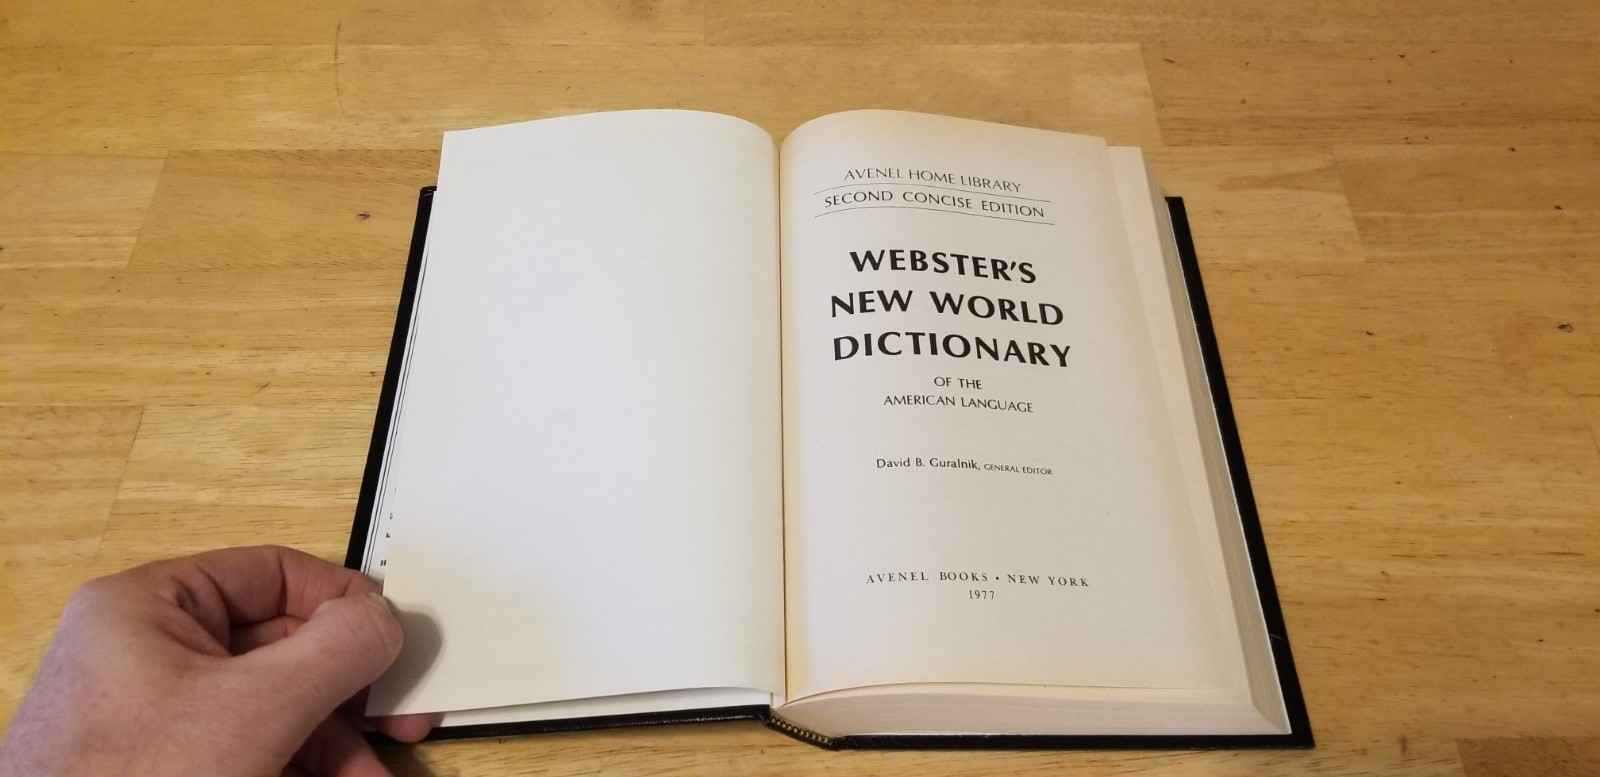 AVENEL HOME LIBRARY
SECOND CONCISE EDITION
WEBSTER'S
NEW WORLD
DICTIONARY
OF THE
AMERICAN LANGUAGE
David B. Guralnik, GENERAL EDITOR
AVENEL BOOKS • NEW YORK
1977